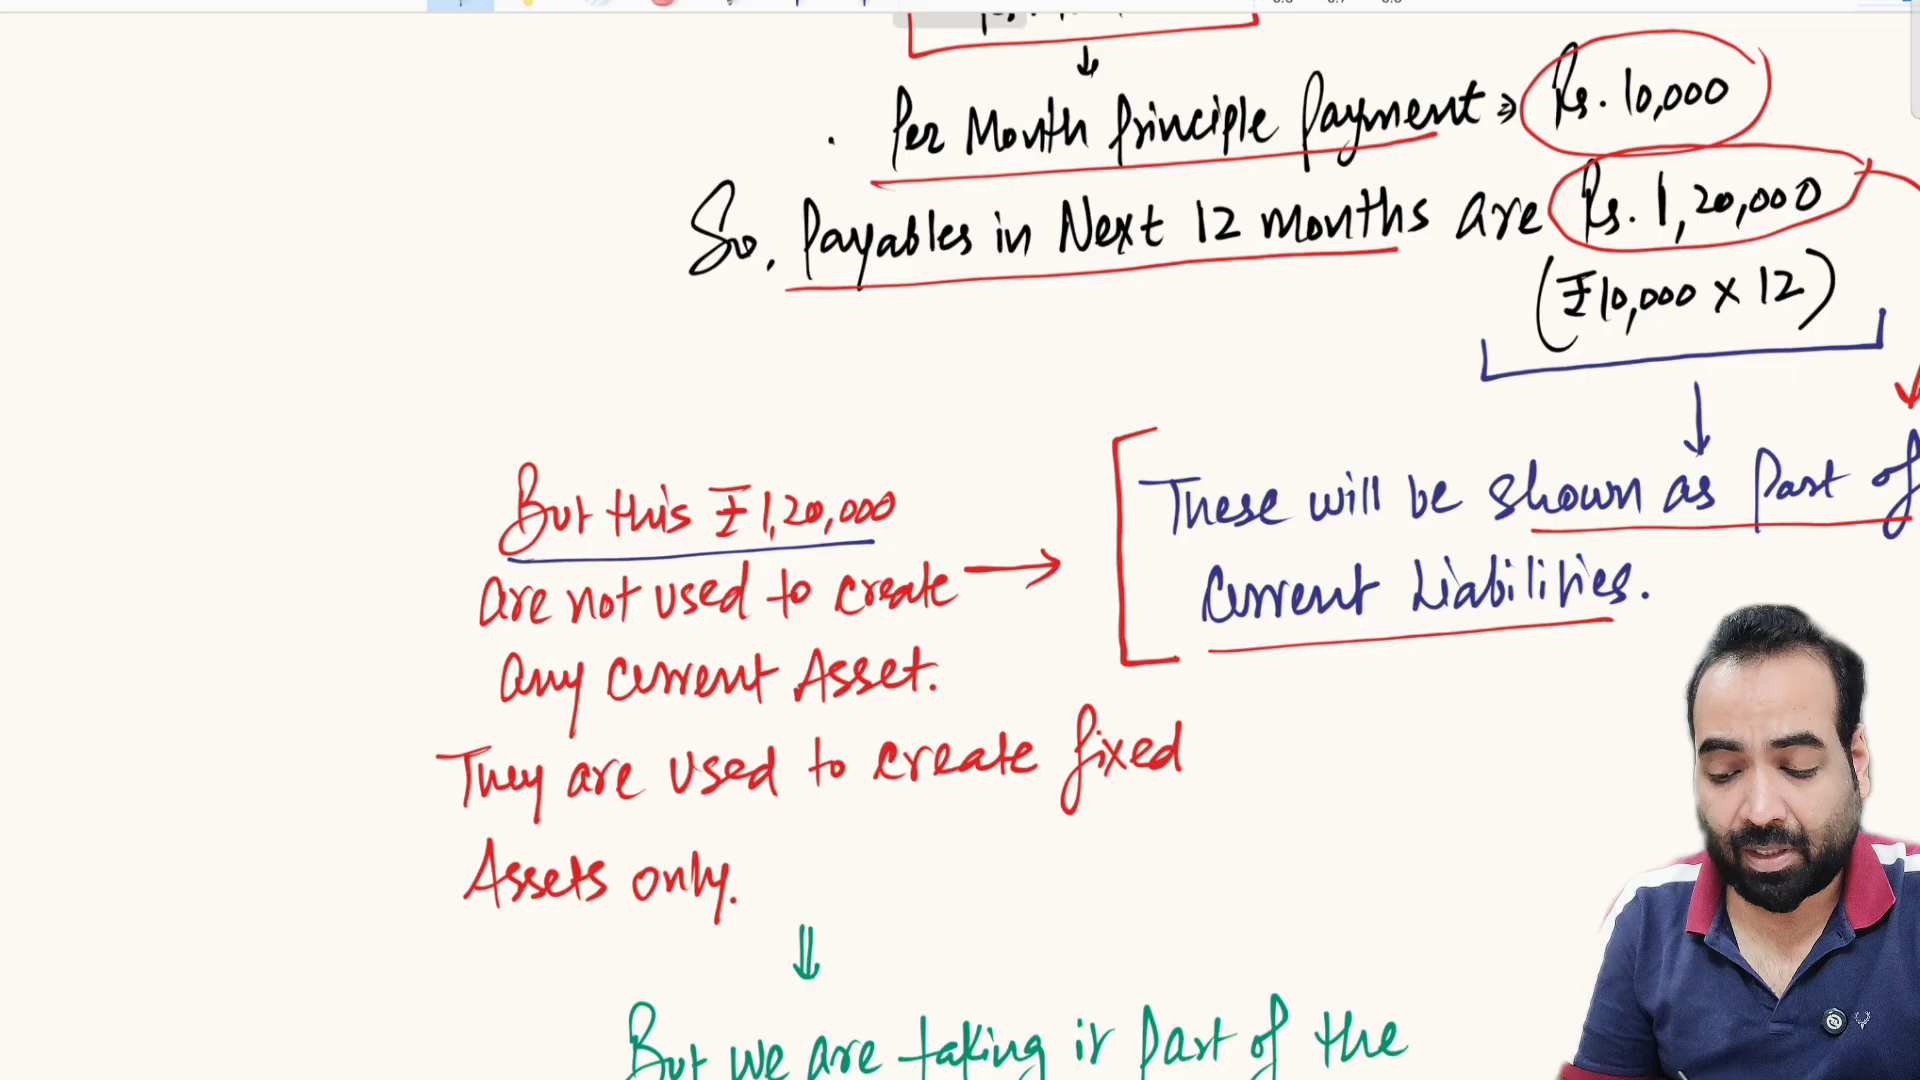 Per Month Principle Payment ⇒ Rs. 10,000
So, Payables in Next 12 months are Rs. 1,20,000
(₹10,000 x 12)
But this ₹1,20,000
are not used to create
any current Asset.
They are used to create fixed
Assets only.
These will be shown as Part of
current Liabilities.
But we are taking it Part of the